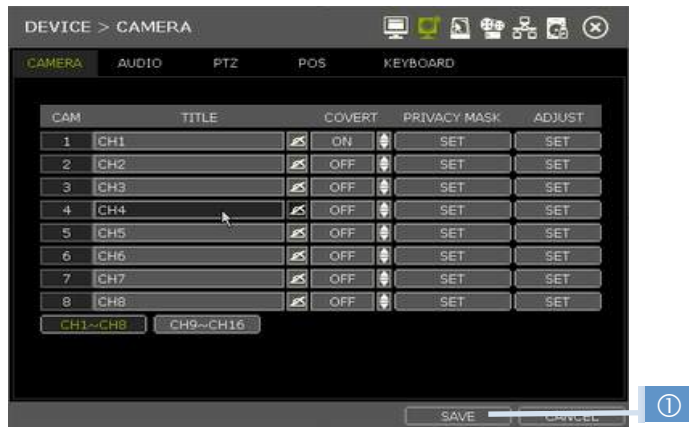 DEVICE > CAMERA
CAMERA AUDIO PTZ POS KEYBOARD
CAM TITLE COVERT PRIVACY MASK ADJUST
1 CH1 ON SET SET
2 CH2 OFF SET SET
3 CH3 OFF SET SET
4 CH4 OFF SET SET
5 CH5 OFF SET SET
6 CH6 OFF SET SET
7 CH7 OFF SET SET
8 CH8 OFF SET SET
CH1~CH8 CH9~CH16
SAVE CANCEL ①